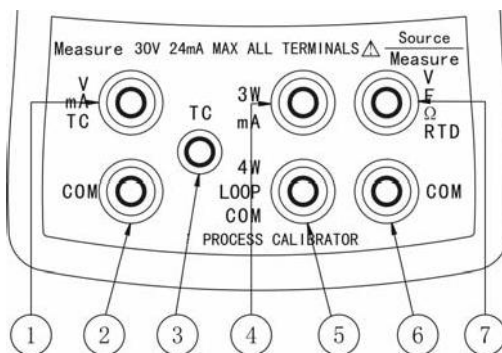 Measure 30V 24mA MAX ALL TERMINALS ⚠ Source
Measure
V
mA
TC
TC
3W
mA
V
F
Ω
RTD
COM
4W
LOOP
COM
COM
PROCESS CALIBRATOR
1 2 3 4 5 6 7